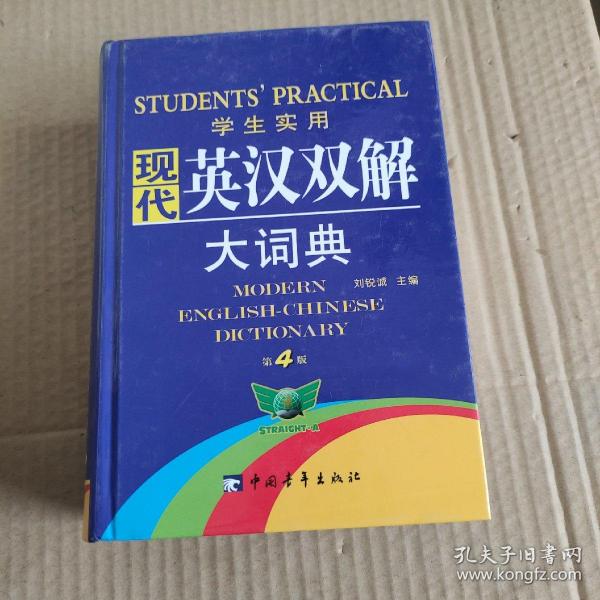 STUDENTS' PRACTICAL
学生实用
现代英汉双解
大词典
MODERN
刘锐诚 主编
ENGLISH-CHINESE
DICTIONARY
第4版
STRAIGHT-A
中国青年出版社
孔夫子旧书网
www.kongfz.com